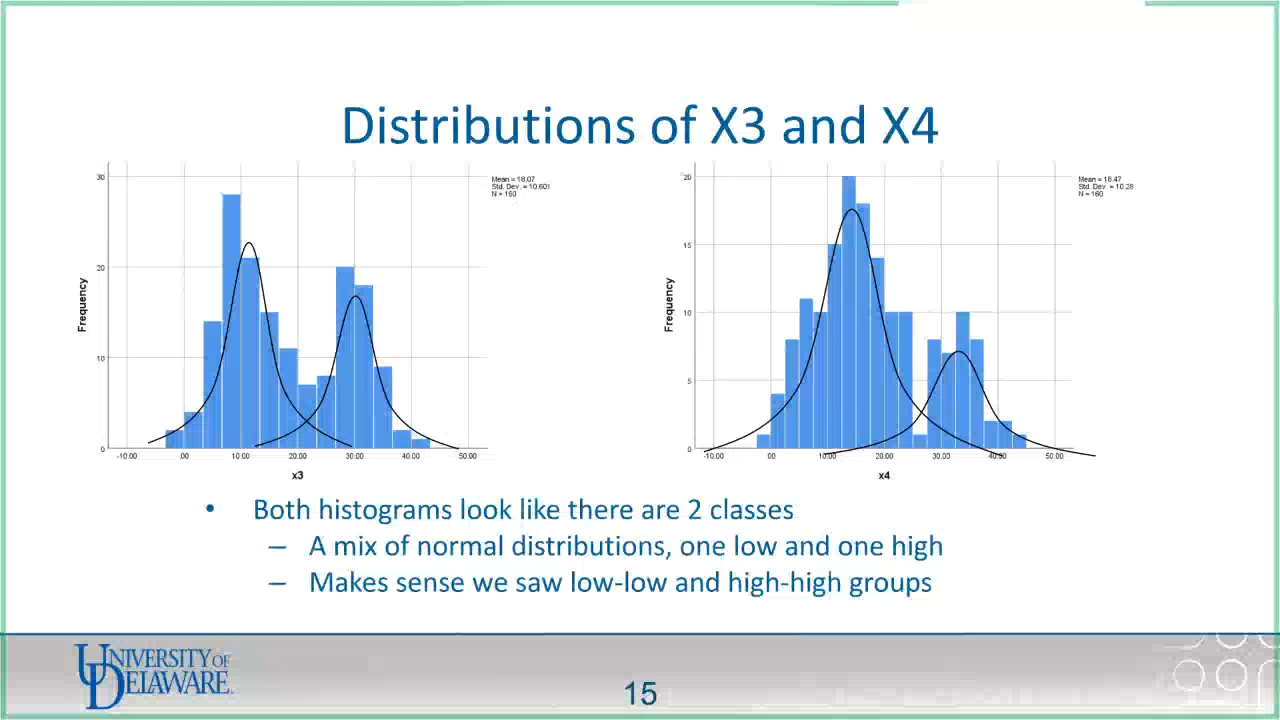 Distributions of X3 and X4
Mean = 18.07
Std. Dev. = 10.601
N = 160
30
20
10
0
Frequency
-10.00 .00 10.00 20.00 30.00 40.00 50.00
x3
Mean = 18.47
Std. Dev. = 10.28
N = 160
20
15
10
5
0
Frequency
-10.00 .00 10.00 20.00 30.00 40.00 50.00
x4
• Both histograms look like there are 2 classes
– A mix of normal distributions, one low and one high
– Makes sense we saw low-low and high-high groups
UNIVERSITY OF
DELAWARE
15